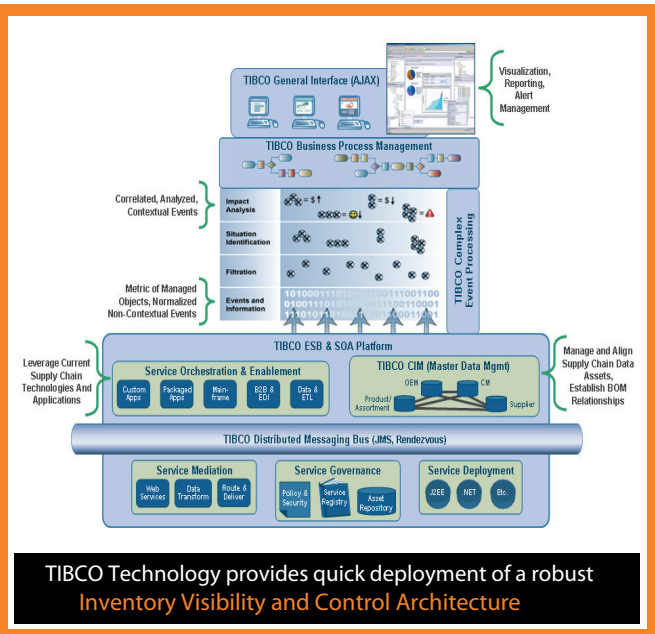 TIBCO General Interface (AJAX)
Visualization,
Reporting,
Alert
Management
TIBCO Business Process Management
Correlated, Analyzed,
Contextual Events
Impact
Analysis
= $
= $
=
=
Situation
Identification
Filtration
Metric of Managed
Objects, Normalized
Non-Contextual Events
Events and
Information
TIBCO Complex
Event Processing
TIBCO ESB & SOA Platform
Leverage Current
Supply Chain
Technologies And
Applications
Service Orchestration & Enablement
Custom
Apps
Packaged
Apps
Main-
frame
B2B &
EDI
Data &
ETL
TIBCO CIM (Master Data Mgmt)
OEM
CM
Product/
Assortment
Supplier
Manage and Align
Supply Chain Data
Assets,
Establish BOM
Relationships
TIBCO Distributed Messaging Bus (JMS, Rendezvous)
Service Mediation
Web
Services
Data
Transform
Route &
Deliver
Service Governance
Policy &
Security
Service
Registry
Asset
Repository
Service Deployment
J2EE
.NET
Etc.
TIBCO Technology provides quick deployment of a robust
Inventory Visibility and Control Architecture